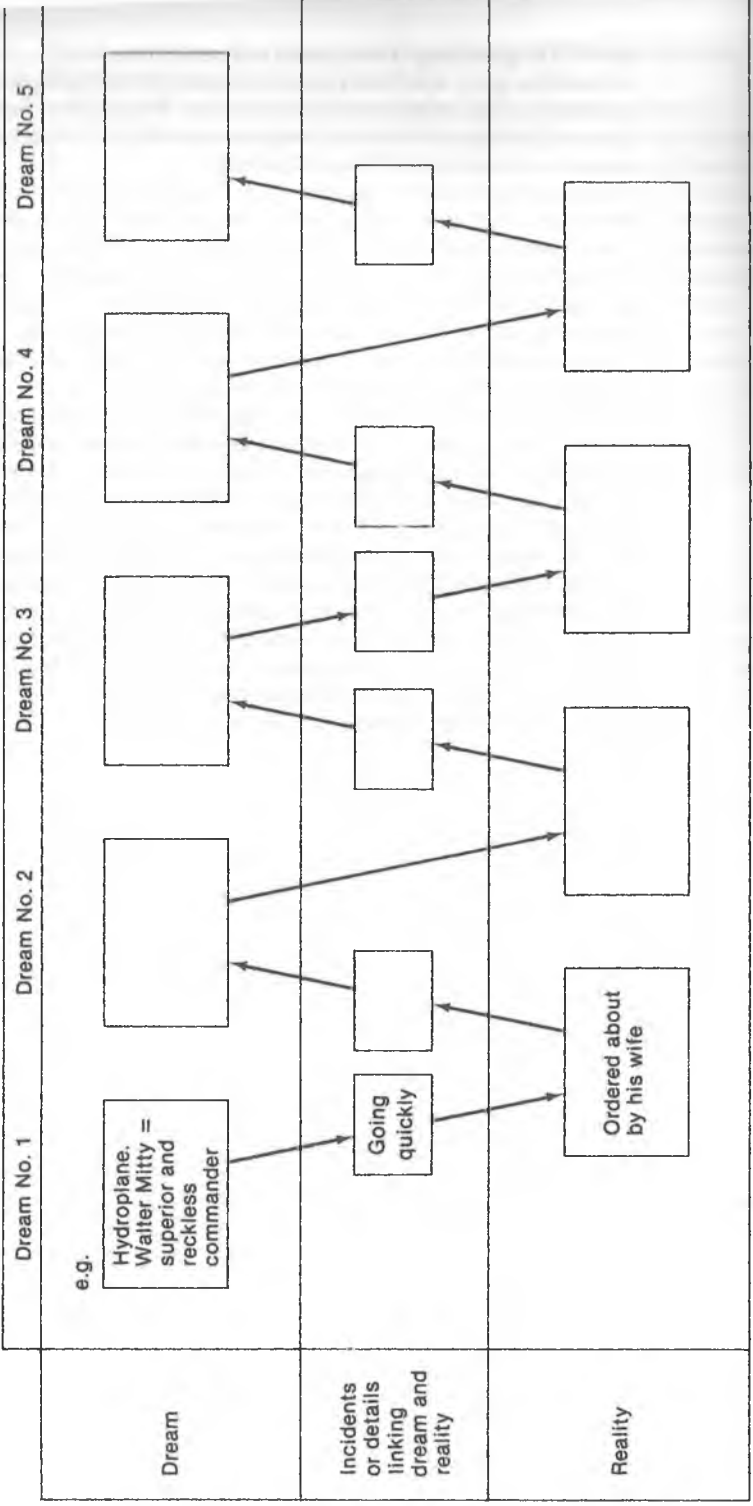 Dream No. 1
Dream No. 2
Dream No. 3
Dream No. 4
Dream No. 5
Dream
e.g.
Hydroplane.
Walter Mitty =
superior and
reckless
commander
Incidents
or details
linking
dream and
reality
Going
quickly
Reality
Ordered about
by his wife